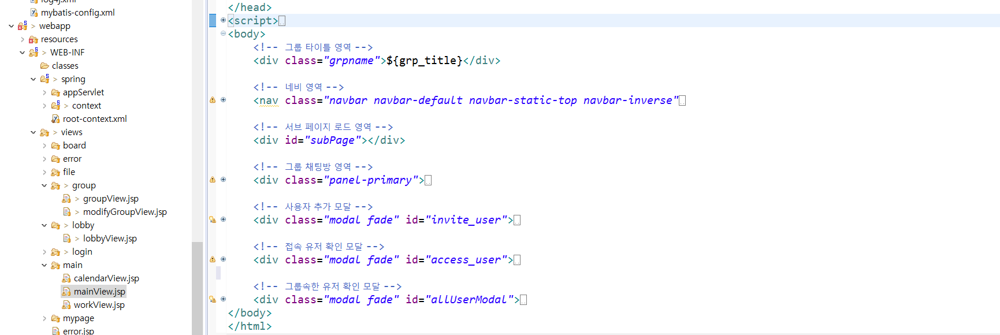 log4j.xml
mybatis-config.xml
> webapp
resources
> WEB-INF
classes
> spring
appServlet
> context
root-context.xml
> views
board
error
file
> group
> groupView.jsp
> modifyGroupView.jsp
> lobby
> lobbyView.jsp
> login
main
calendarView.jsp
mainView.jsp
workView.jsp
mypage
error.jsp
</head>
<script>
<body>
<!-- 그룹 타이틀 영역 -->
<div class="grpname">${grp_title}</div>
<!-- 네비 영역 -->
<nav class="navbar navbar-default navbar-static-top navbar-inverse"
<!-- 서브 페이지 로드 영역 -->
<div id="subPage"></div>
<!-- 그룹 채팅방 영역 -->
<div class="panel-primary">
<!-- 사용자 추가 모달 -->
<div class="modal fade" id="invite_user">
<!-- 접속 유저 확인 모달 -->
<div class="modal fade" id="access_user">
<!-- 그룹속한 유저 확인 모달 -->
<div class="modal fade" id="allUserModal">
</body>
</html>